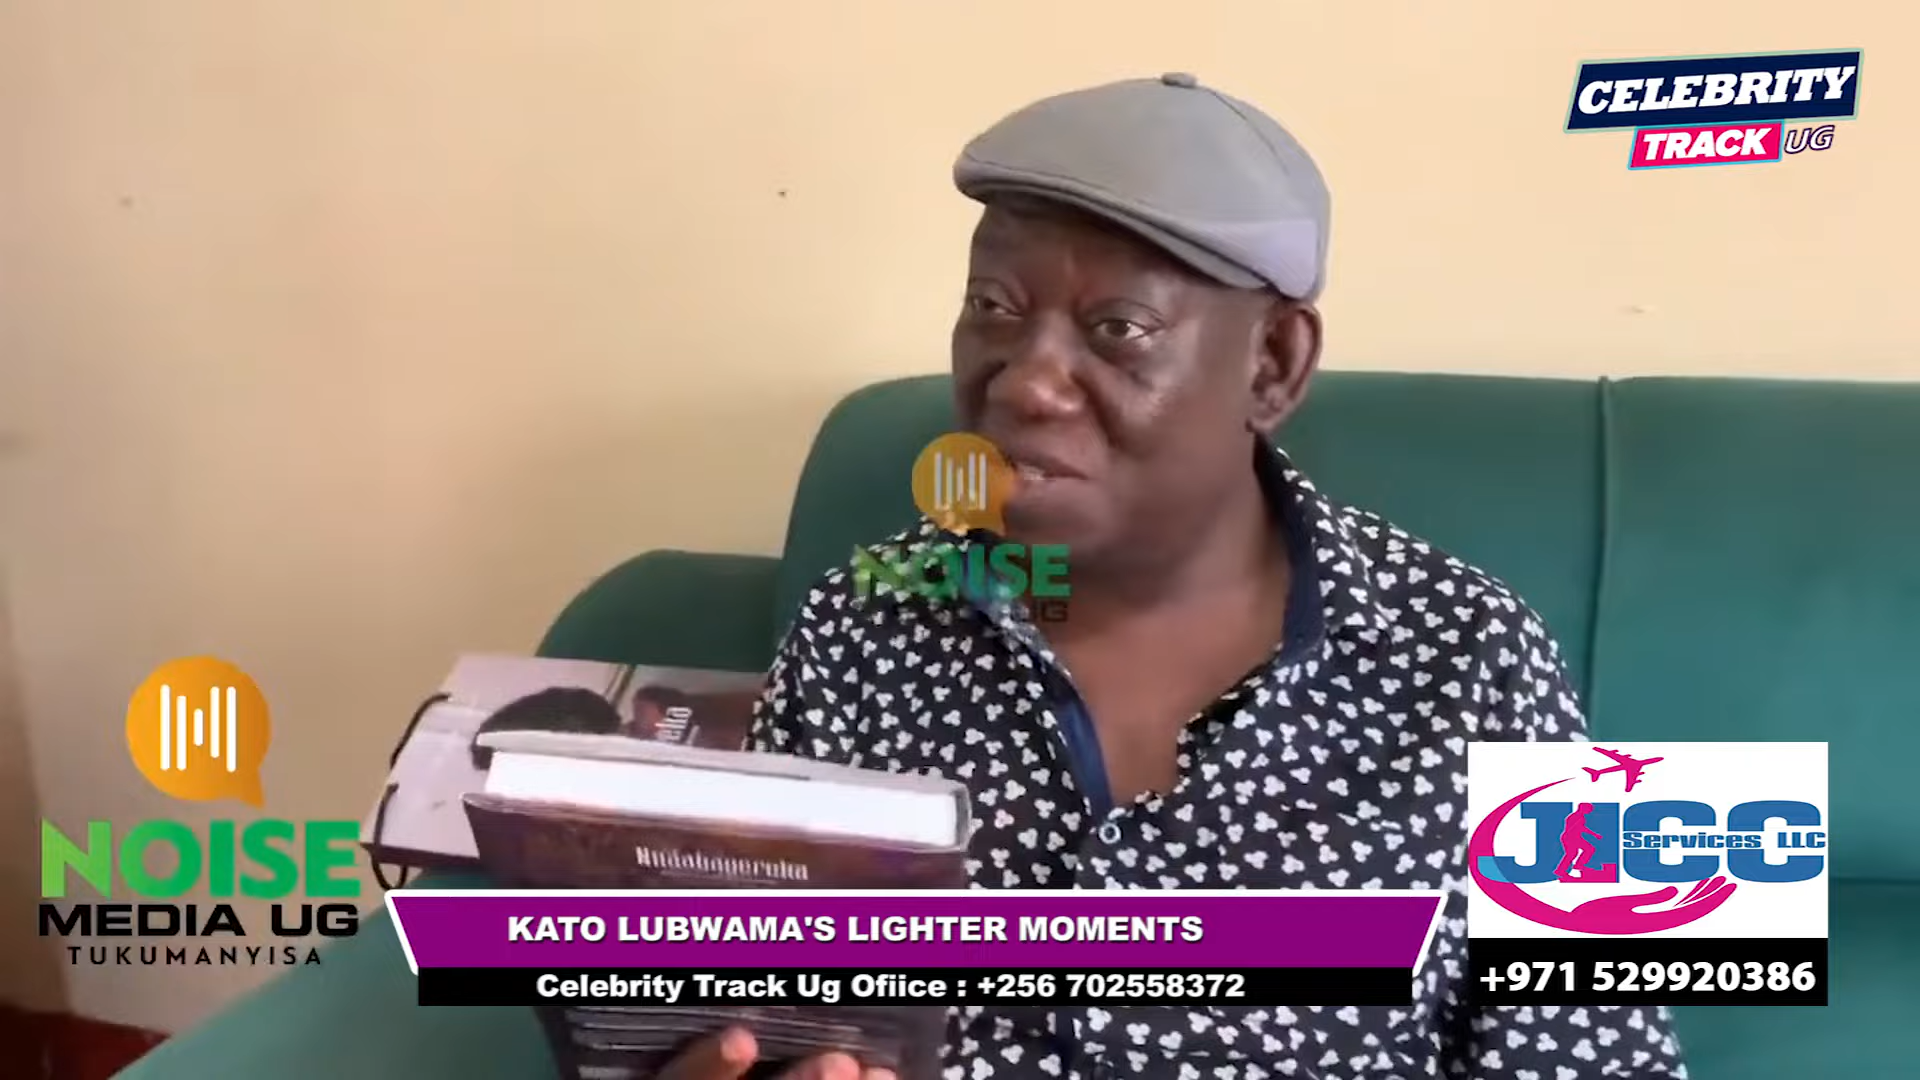 CELEBRITY
TRACK UG
NOISE
UG
NOISE
MEDIA UG
TUKUMANYISA
JLCC
Services LLC
+971 529920386
KATO LUBWAMA'S LIGHTER MOMENTS
Celebrity Track Ug Ofiice : +256 702558372